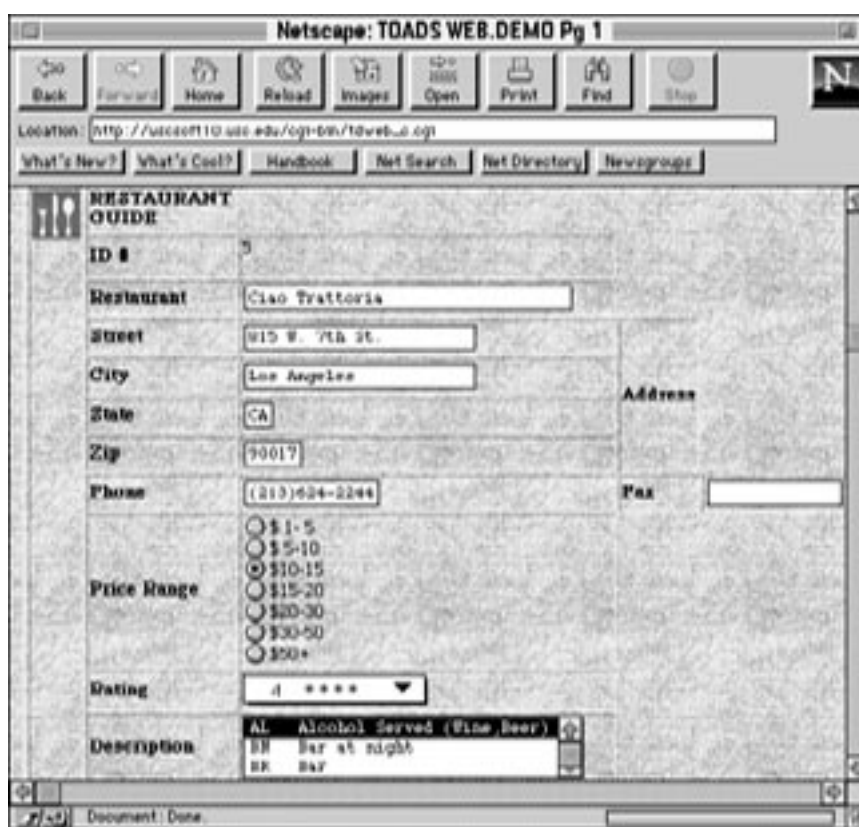 Netscape: TOADS WEB.DEMO Pg 1
Back Forward Home Reload Images Open Print Find Stop
N
Location:
What's New? What's Cool? Handbook Net Search Net Directory Newsgroups
RESTAURANT
GUIDE
ID # 5
Restaurant Ciao Trattoria
Street 815 W. 7th St.
City Los Angeles
Address
State CA
Zip 90017
Phone (213)624-2244 Fax
$ 1- 5
$ 5-10
$10-15
Price Range $15-20
$20-30
$30-50
$50+
Rating 4 ****
AL Alcohol Served (Wine,Beer)
Description BN Bar at night
BR Bar
Document: Done.